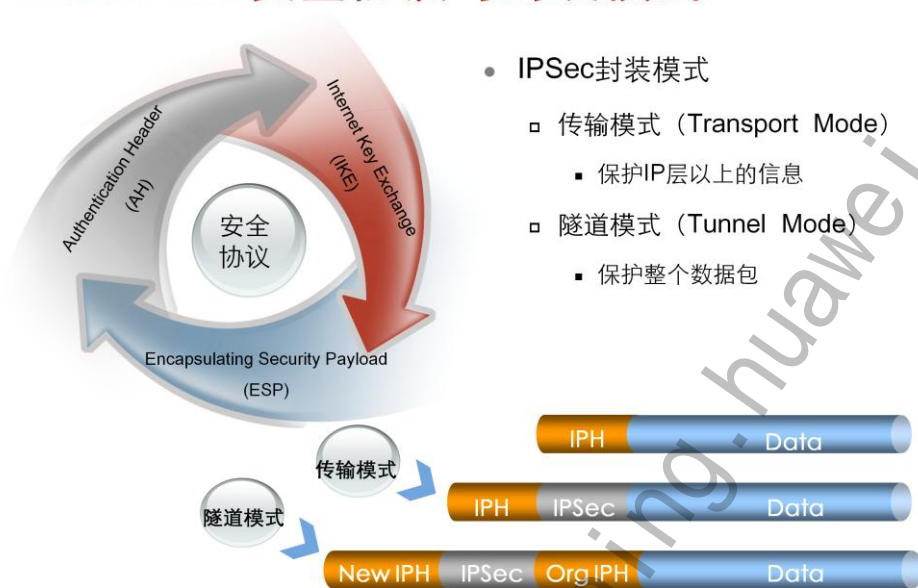 IPSec封装模式
传输模式（Transport Mode）
保护IP层以上的信息
隧道模式（Tunnel Mode）
保护整个数据包
Authentication Header
(AH)
Internet Key Exchange
(IKE)
安全
协议
Encapsulating Security Payload
(ESP)
IPH Data
传输模式
IPH IPSec Data
隧道模式
New IPH IPSec Org IPH Data
ning.huawei